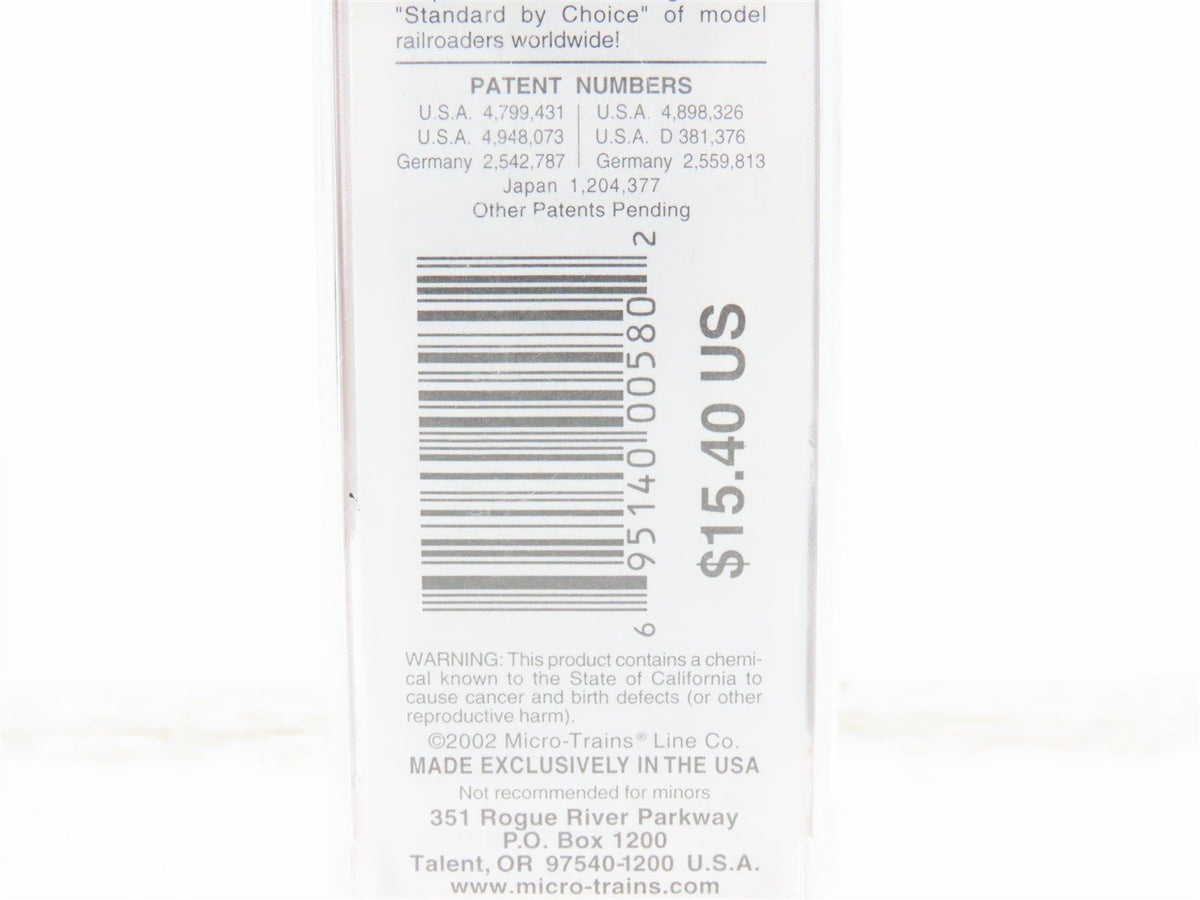 "Standard by Choice" of model
railroaders worldwide!
PATENT NUMBERS
U.S.A. 4,799,431 | U.S.A. 4,898,326
U.S.A. 4,948,073 | U.S.A. D 381,376
Germany 2,542,787 | Germany 2,559,813
Japan 1,204,377
Other Patents Pending
6 95140 00580 2
$15.40 US
WARNING: This product contains a chemi-
cal known to the State of California to
cause cancer and birth defects (or other
reproductive harm).
©2002 Micro-Trains® Line Co.
MADE EXCLUSIVELY IN THE USA
Not recommended for minors
351 Rogue River Parkway
P.O. Box 1200
Talent, OR 97540-1200 U.S.A.
www.micro-trains.com